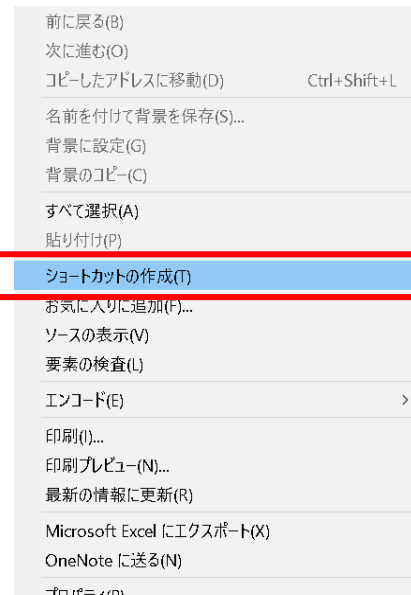 前に戻る(B)
次に進む(O)
コピーしたアドレスに移動(D) Ctrl+Shift+L
名前を付けて背景を保存(S)...
背景に設定(G)
背景のコピー(C)
すべて選択(A)
貼り付け(P)
ショートカットの作成(T)
お気に入りに追加(F)...
ソースの表示(V)
要素の検査(L)
エンコード(E) >
印刷(I)...
印刷プレビュー(N)...
最新の情報に更新(R)
Microsoft Excel にエクスポート(X)
OneNote に送る(N)
プロパティ(P)